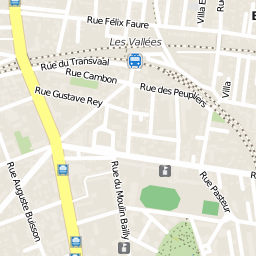 Rue Félix Faure
Villa E
E
Les Vallées
Rue du Transvaal
Rue Cambon
Rue des Peupliers
Villa
Rue Gustave Rey
Rue Auguste Buisson
Rue du Moulin Bailly
Rue Pasteur